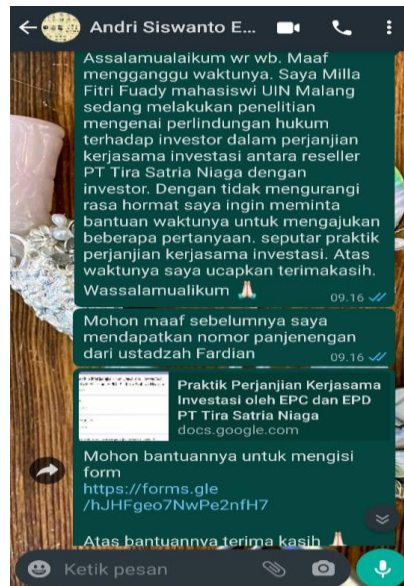 Andri Siswanto E...
Assalamualaikum wr wb. Maaf
mengganggu waktunya. Saya Milla
Fitri Fuady mahasiswi UIN Malang
sedang melakukan penelitian
mengenai perlindungan hukum
terhadap investor dalam perjanjian
kerjasama investasi antara reseller
PT Tira Satria Niaga dengan
investor. Dengan tidak mengurangi
rasa hormat saya ingin meminta
bantuan waktunya untuk mengajukan
beberapa pertanyaan. seputar praktik
perjanjian kerjasama investasi. Atas
waktunya saya ucapkan terimakasih.
Wassalamualikum 🙏🏻
09.16
Mohon maaf sebelumnya saya
mendapatkan nomor panjenengan
dari ustadzah Fardian
09.16
Praktik Perjanjian Kerjasama
Investasi oleh EPC dan EPD
PT Tira Satria Niaga
docs.google.com
Mohon bantuannya untuk mengisi
form
https://forms.gle
/hJHFgeo7NwPe2nfH7
Atas bantuannya terima kasih 🙏🏻
Ketik pesan